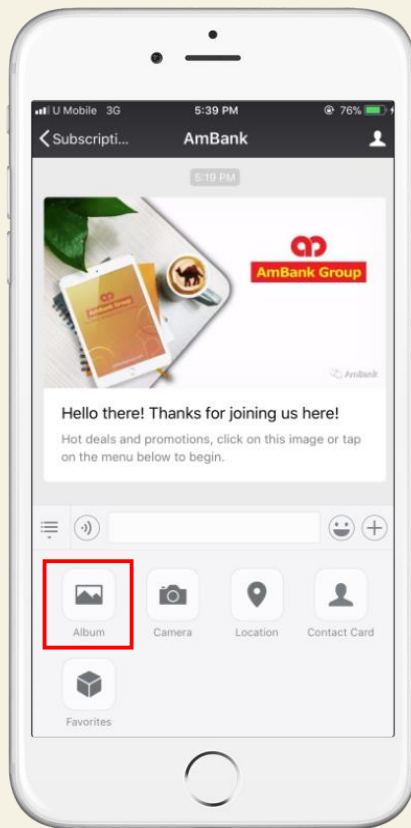 U Mobile 3G 5:39 PM 76%
Subscripti... AmBank
5:19 PM
AmBank Group
AmBank Group
AmBank
Hello there! Thanks for joining us here!
Hot deals and promotions, click on this image or tap
on the menu below to begin.
Album Camera Location Contact Card
Favorites